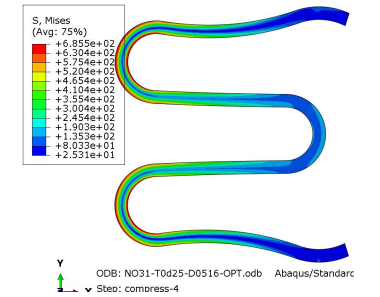 S, Mises
(Avg: 75%)
+6.855e+02
+6.304e+02
+5.754e+02
+5.204e+02
+4.654e+02
+4.104e+02
+3.554e+02
+3.004e+02
+2.454e+02
+1.903e+02
+1.353e+02
+8.033e+01
+2.531e+01
Y
ODB: NO31-T0d25-D0516-OPT.odb Abaqus/Standarc
X Step: compress-4